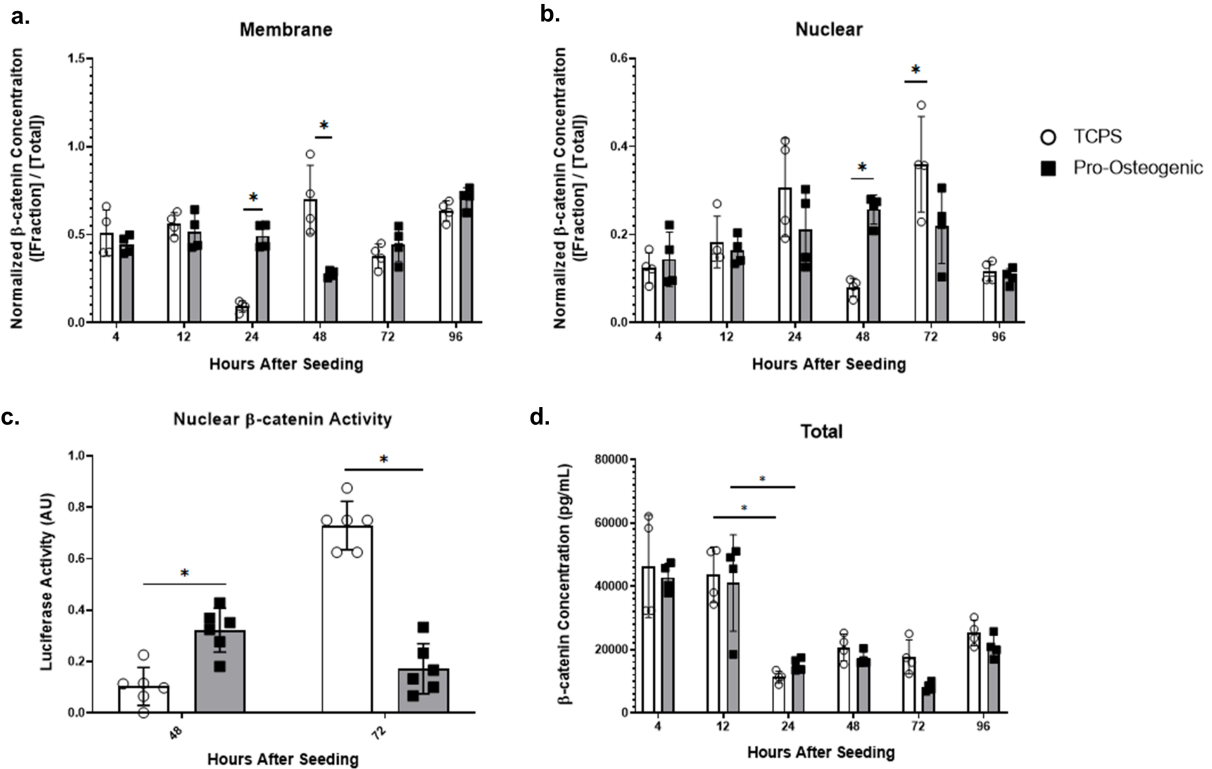 a.
Membrane
Normalized β-catenin Concentraiton
([Fraction] / [Total])
1.5
1.0
0.5
0.0
*
*
4 12 24 48 72 96
Hours After Seeding
b.
Nuclear
Normalized β-catenin Concentraiton
([Fraction] / [Total])
0.6
0.4
0.2
0.0
*
*
4 12 24 48 72 96
Hours After Seeding
TCPS
Pro-Osteogenic
c.
Nuclear β-catenin Activity
Luciferase Activity (AU)
1.0
0.8
0.6
0.4
0.2
0.0
*
*
48 72
Hours After Seeding
d.
Total
β-catenin Concentration (pg/mL)
80000
60000
40000
20000
0
*
*
4 12 24 48 72 96
Hours After Seeding